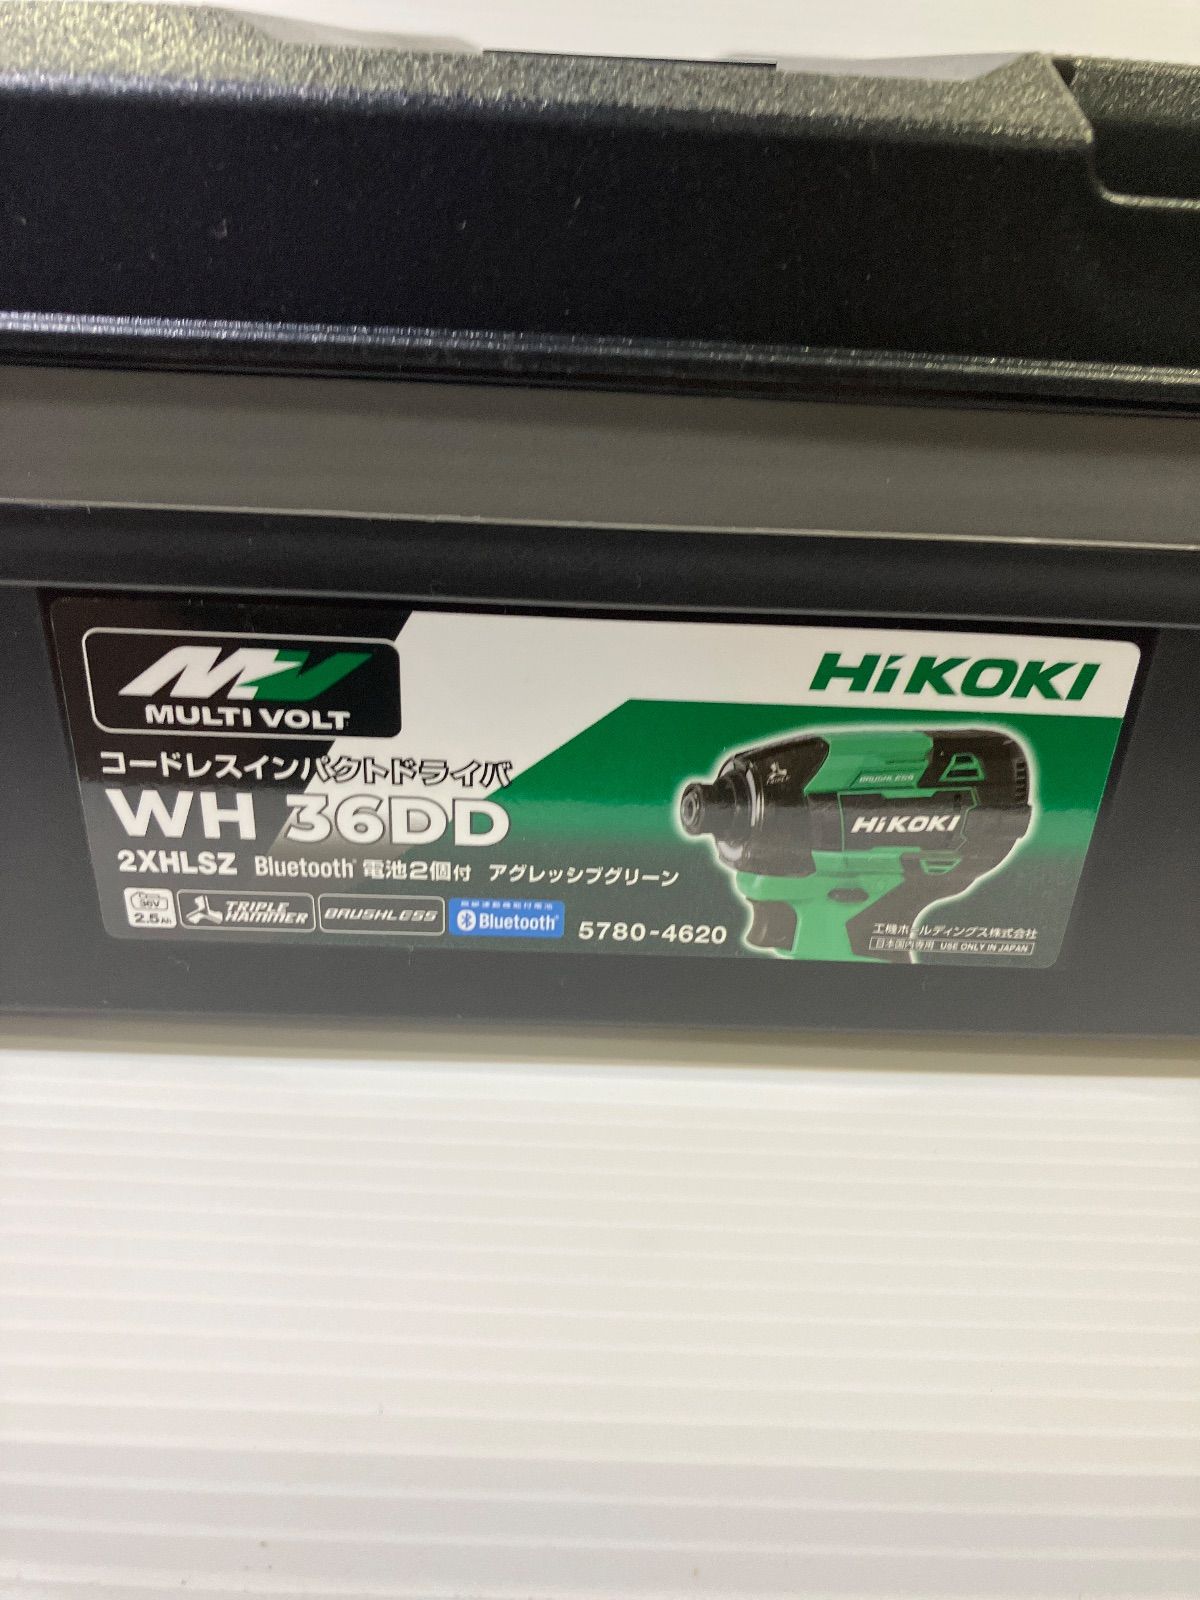 MV
MULTI VOLT
HiKOKI
コードレスインパクトドライバ
WH 36DD
2XHLSZ Bluetooth 電池2個付 アグレッシブグリーン
36V
2.5Ah
TRIPLE HAMMER
BRUSHLESS
Bluetooth
5780-4620
BRUSHLESS
HiKOKI
工機ホールディングス株式会社
日本国内専用 USE ONLY IN JAPAN